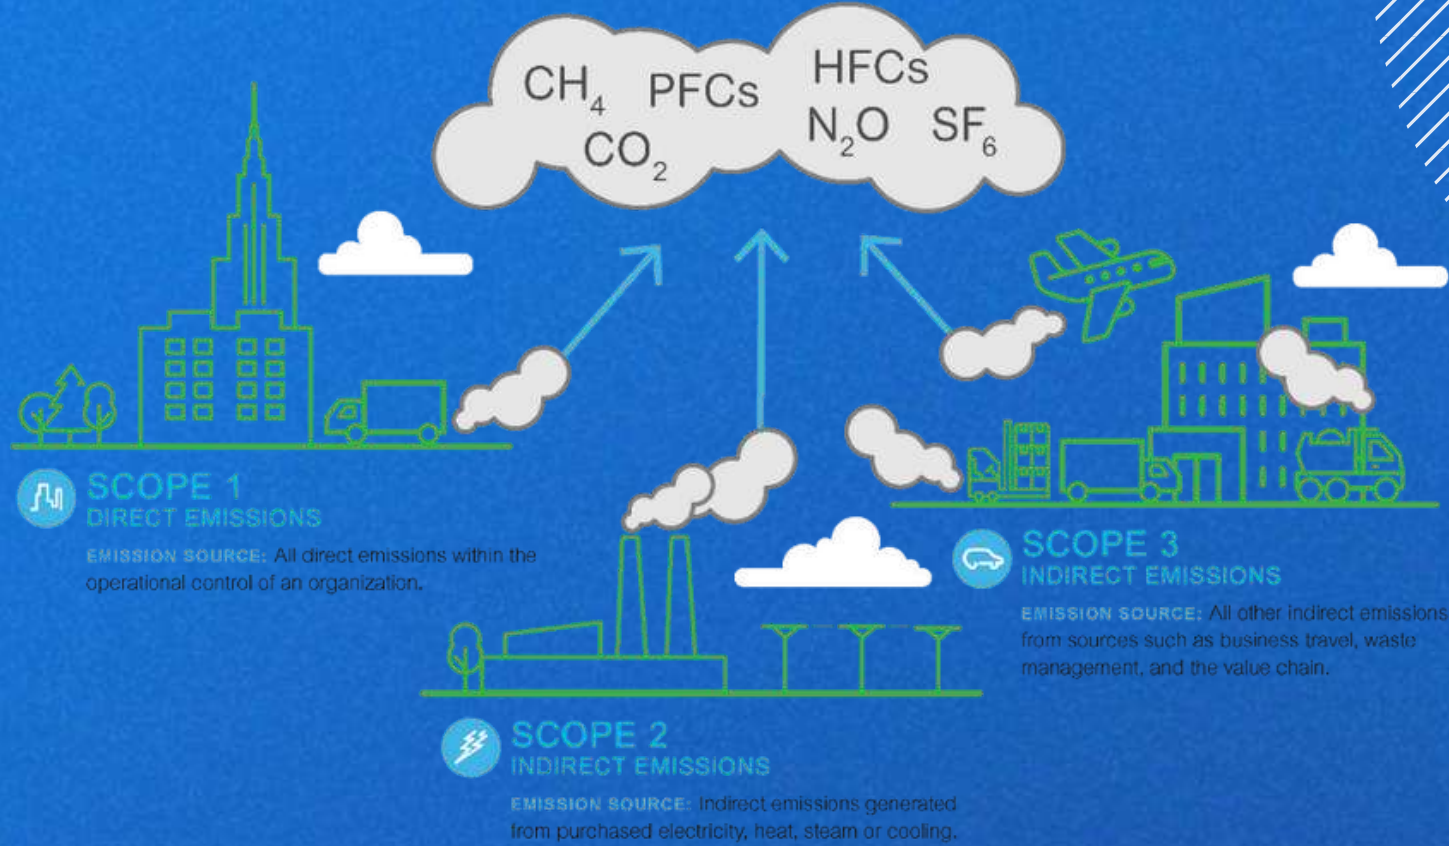 CH₄ PFCs HFCs
CO₂ N₂O SF₆
SCOPE 1
DIRECT EMISSIONS
EMISSION SOURCE: All direct emissions within the
operational control of an organization.
SCOPE 2
INDIRECT EMISSIONS
EMISSION SOURCE: Indirect emissions generated
from purchased electricity, heat, steam or cooling.
SCOPE 3
INDIRECT EMISSIONS
EMISSION SOURCE: All other indirect emissions
from sources such as business travel, waste
management, and the value chain.